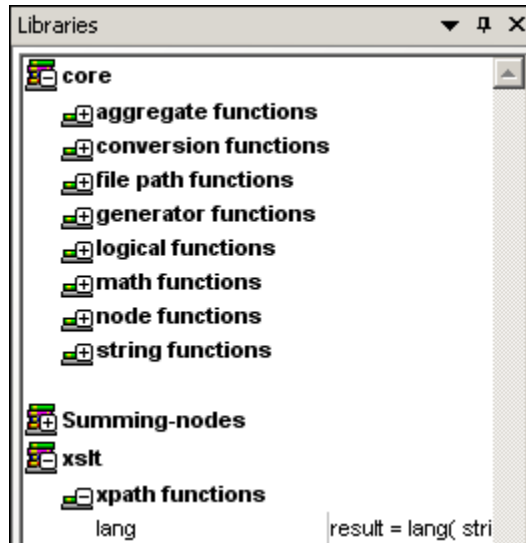 Libraries
core
aggregate functions
conversion functions
file path functions
generator functions
logical functions
math functions
node functions
string functions
Summing-nodes
xslt
xpath functions
lang result = lang( stri